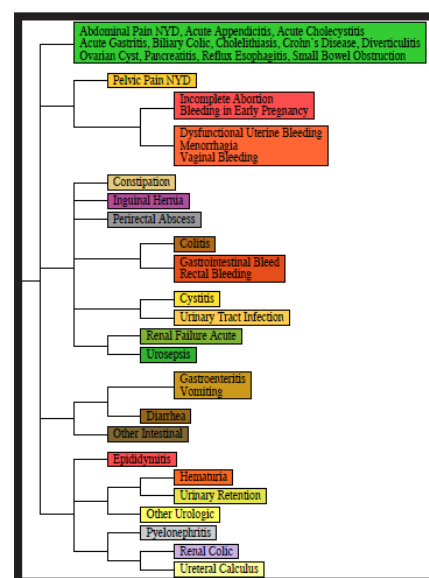 Abdominal Pain NYD, Acute Appendicitis, Acute Cholecystitis
Acute Gastritis, Biliary Colic, Cholelithiasis, Crohn's Disease, Diverticulitis
Ovarian Cyst, Pancreatitis, Reflux Esophagitis, Small Bowel Obstruction
Pelvic Pain NYD
Incomplete Abortion
Bleeding in Early Pregnancy
Dysfunctional Uterine Bleeding
Menorrhagia
Vaginal Bleeding
Constipation
Inguinal Hernia
Perirectal Abscess
Colitis
Gastrointestinal Bleed
Rectal Bleeding
Cystitis
Urinary Tract Infection
Renal Failure Acute
Urosepsis
Gastroenteritis
Vomiting
Diarrhea
Other Intestinal
Epididymitis
Hematuria
Urinary Retention
Other Urologic
Pyelonephritis
Renal Colic
Ureteral Calculus